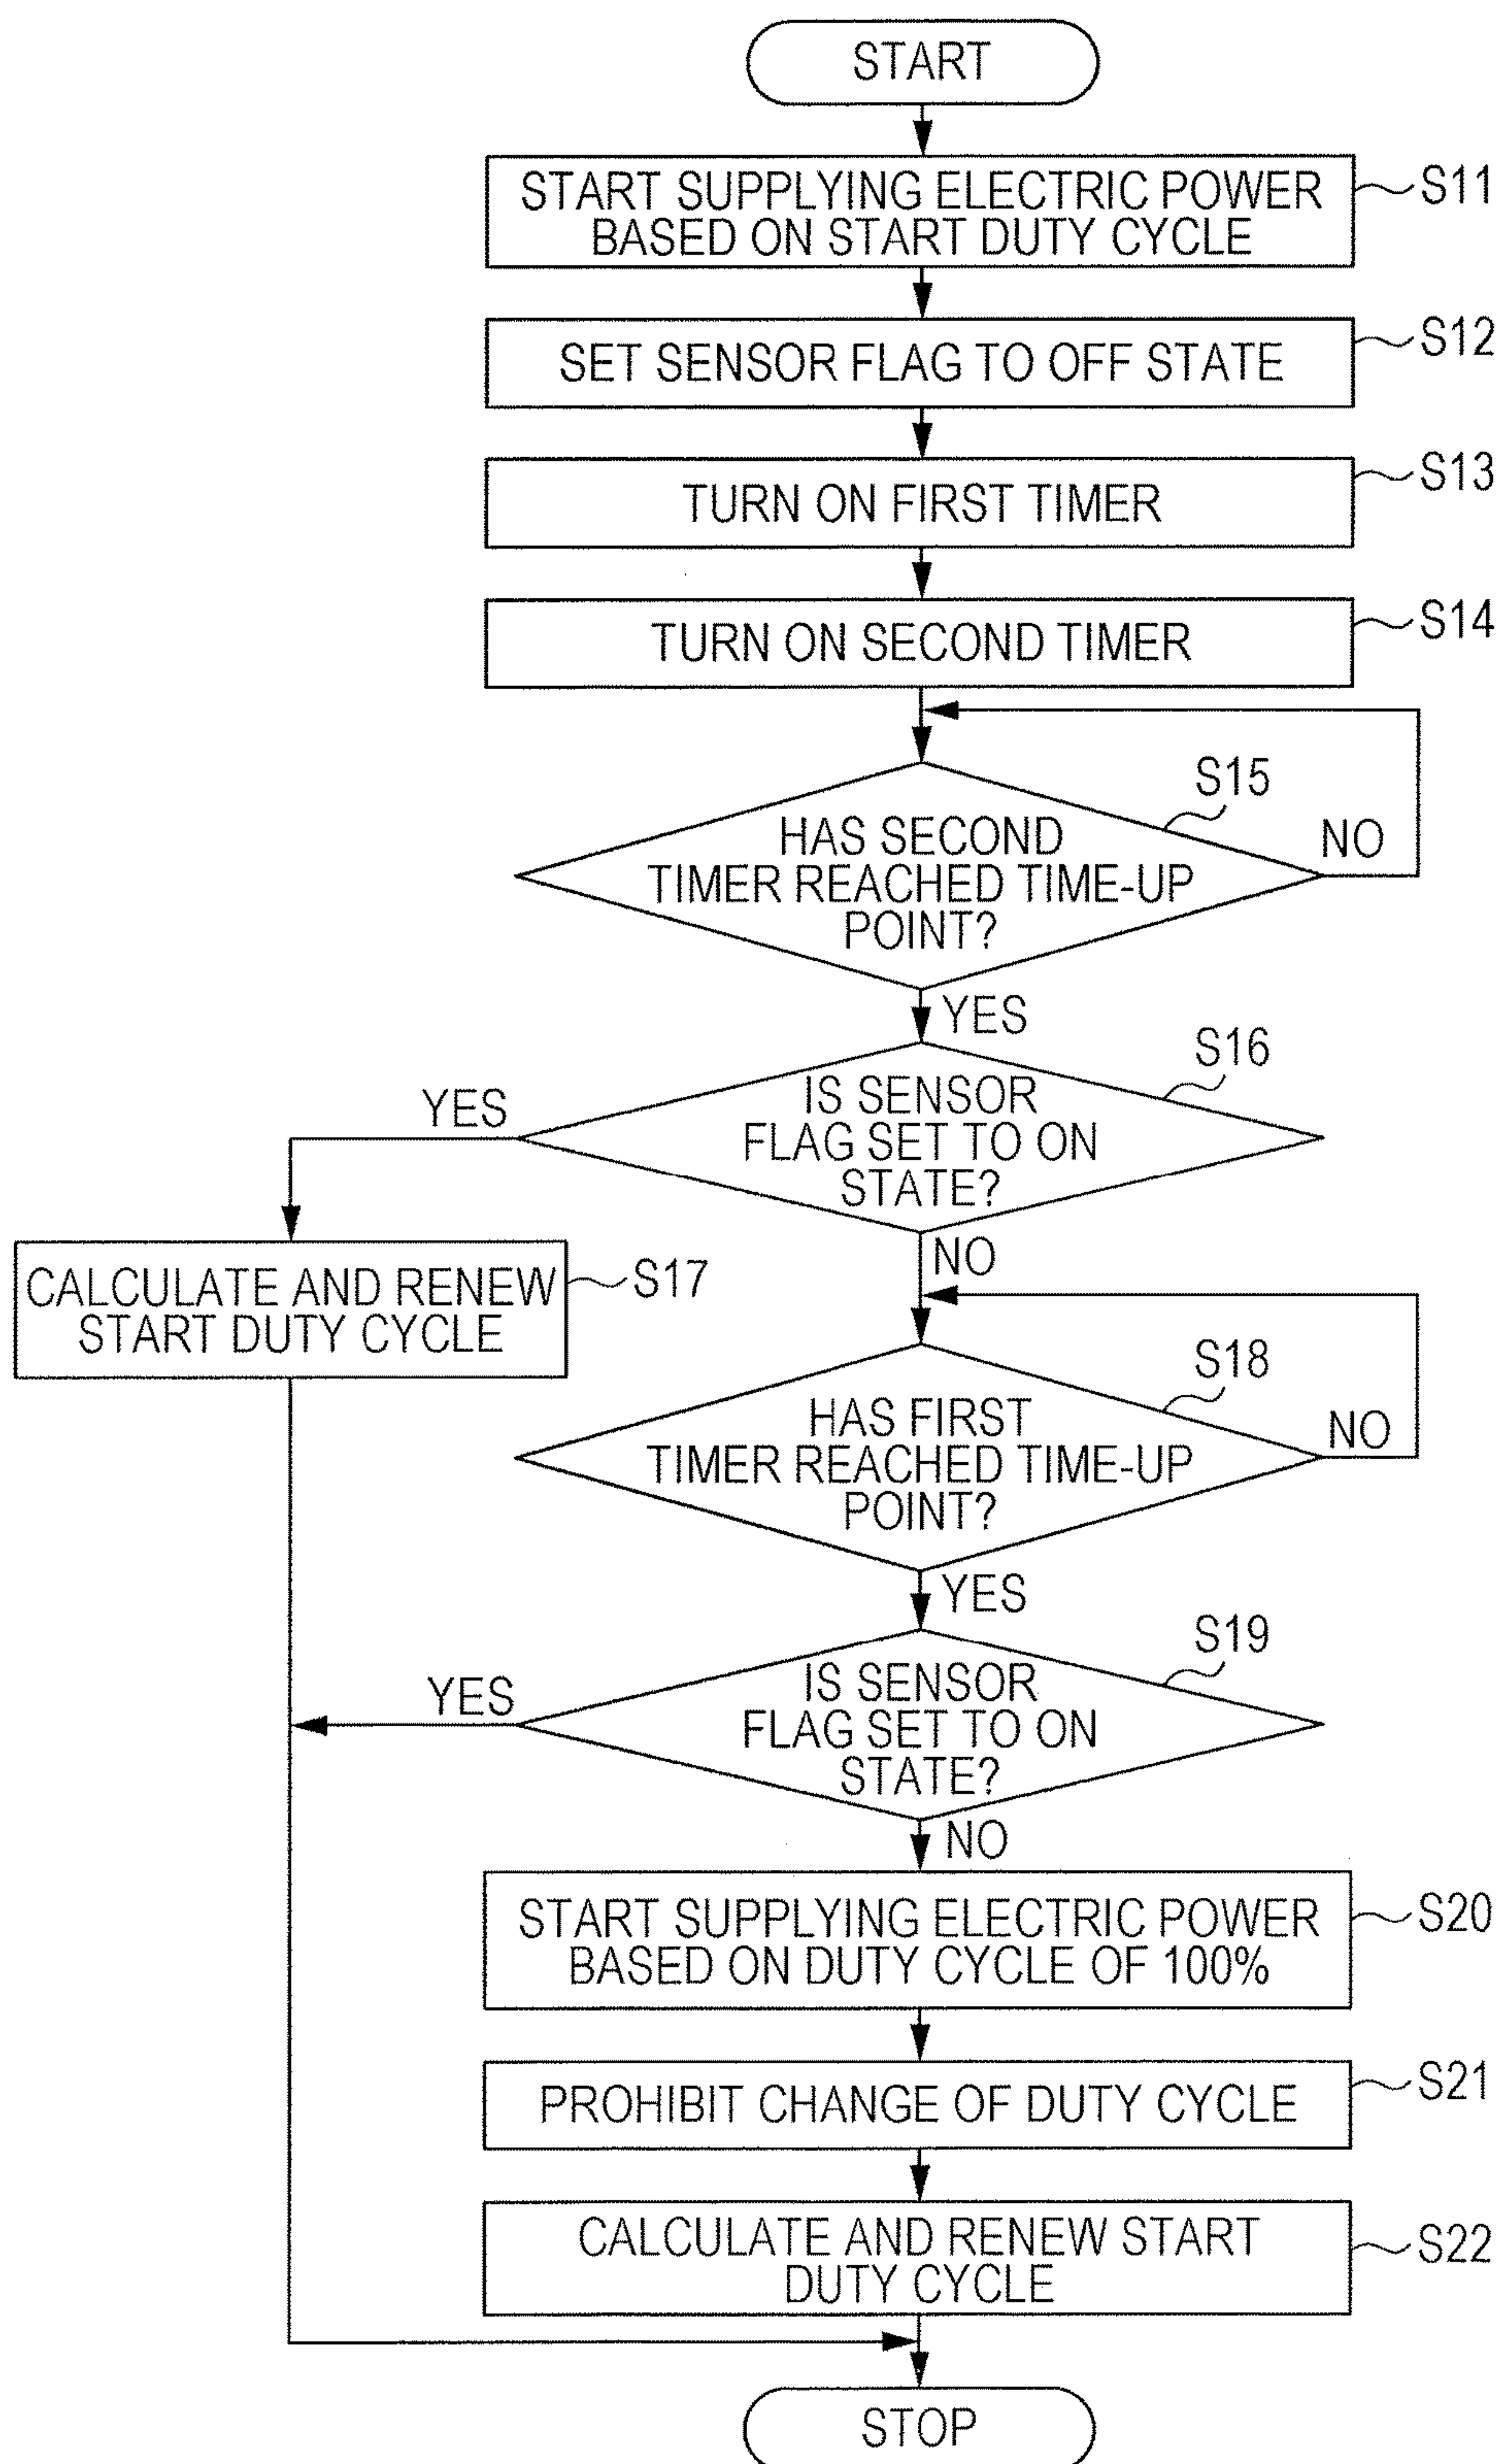 START
START SUPPLYING ELECTRIC POWER
BASED ON START DUTY CYCLE
S11
SET SENSOR FLAG TO OFF STATE
S12
TURN ON FIRST TIMER
S13
TURN ON SECOND TIMER
S14
S15
HAS SECOND
TIMER REACHED TIME-UP
POINT?
NO
YES
S16
IS SENSOR
FLAG SET TO ON
STATE?
YES
NO
CALCULATE AND RENEW
START DUTY CYCLE
S17
S18
HAS FIRST
TIMER REACHED TIME-UP
POINT?
NO
YES
S19
IS SENSOR
FLAG SET TO ON
STATE?
YES
NO
START SUPPLYING ELECTRIC POWER
BASED ON DUTY CYCLE OF 100%
S20
PROHIBIT CHANGE OF DUTY CYCLE
S21
CALCULATE AND RENEW START
DUTY CYCLE
S22
STOP